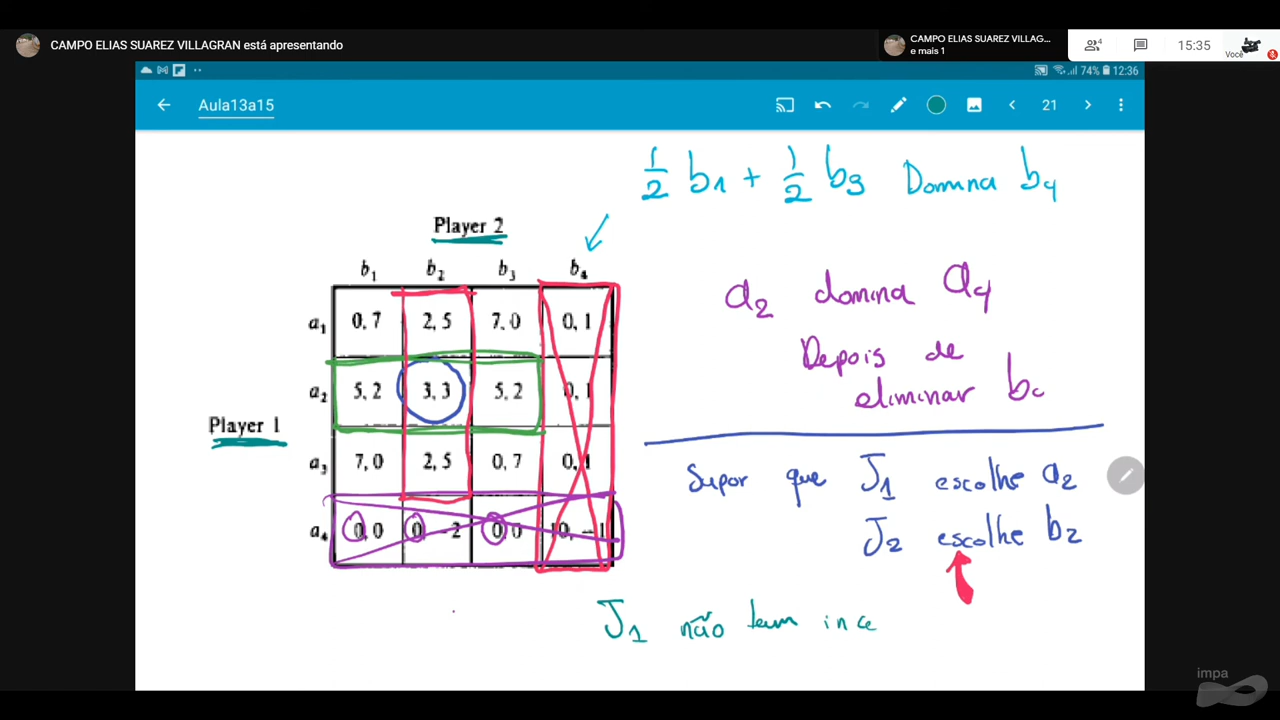 CAMPO ELIAS SUAREZ VILLAGRAN está apresentando
CAMPO ELIAS SUAREZ VILLAG...
e mais 1
4
15:35
Você
74% 12:36
Aula13a15
21
1/2 b1 + 1/2 b3 Domina b4
Player 2
b1 b2 b3 b4
a1 0, 7 2, 5 7, 0 0, 1
a2 5, 2 3, 3 5, 2 0, 1
Player 1
a3 7, 0 2, 5 0, 7 0, 1
a4 0, 0 0, −2 0, 0 10, −1
a2 domina a4
Depois de
eliminar b4
Supor que J1 escolhe a2
J2 escolhe b2
J1 não tem ince
impa